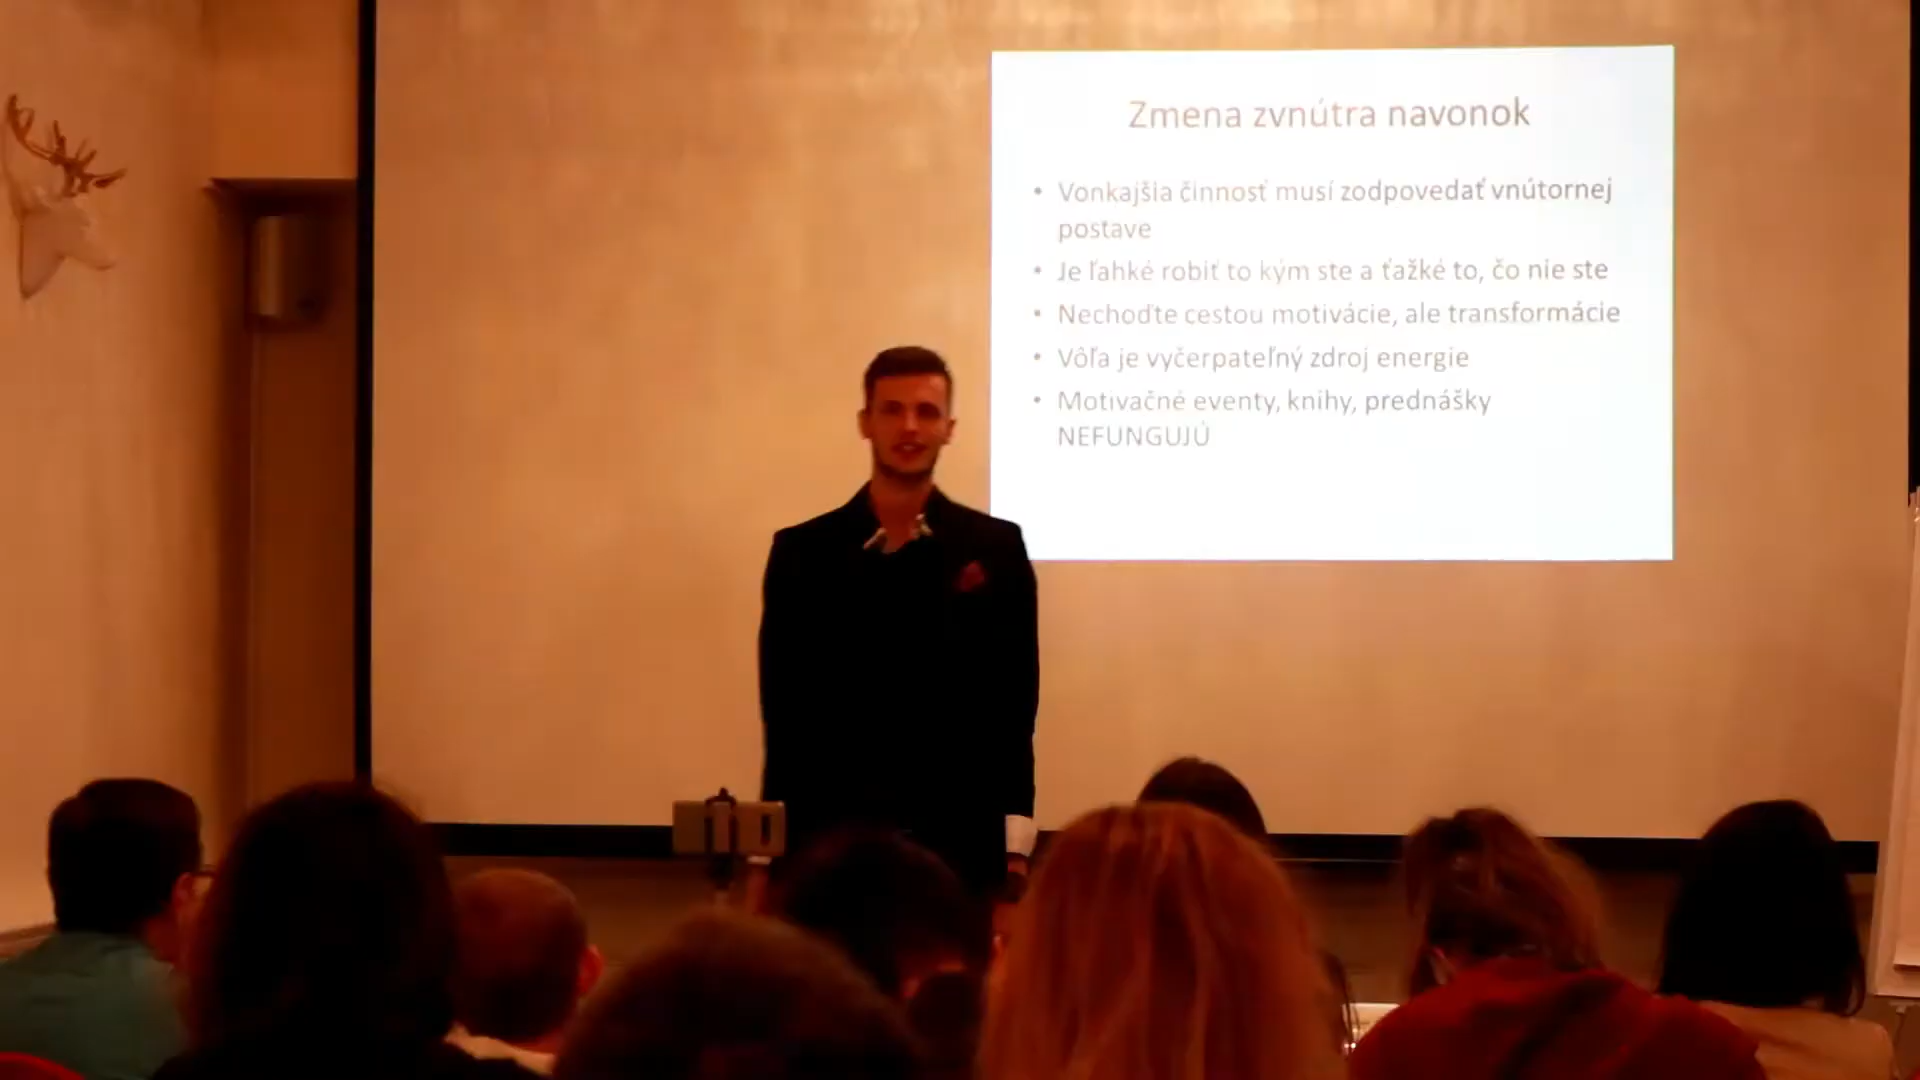 Zmena zvnútra navonok
• Vonkajšia činnosť musí zodpovedať vnútornej
postave
• Je ľahké robiť to kým ste a ťažké to, čo nie ste
• Nechoďte cestou motivácie, ale transformácie
• Vôľa je vyčerpateľný zdroj energie
• Motivačné eventy, knihy, prednášky
NEFUNGUJÚ